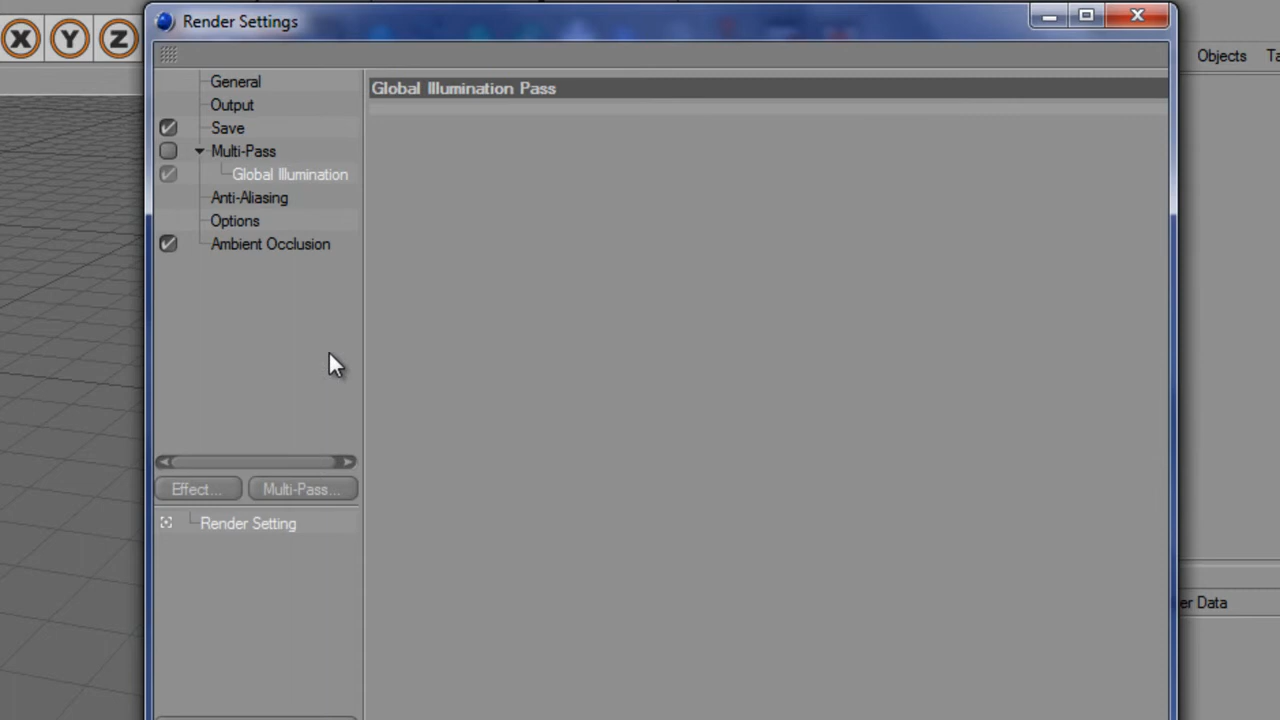 Render Settings
X Y Z
Objects Ta
General
Global Illumination Pass
Output
Save
Multi-Pass
Global Illumination
Anti-Aliasing
Options
Ambient Occlusion
Effect... Multi-Pass...
Render Setting
er Data